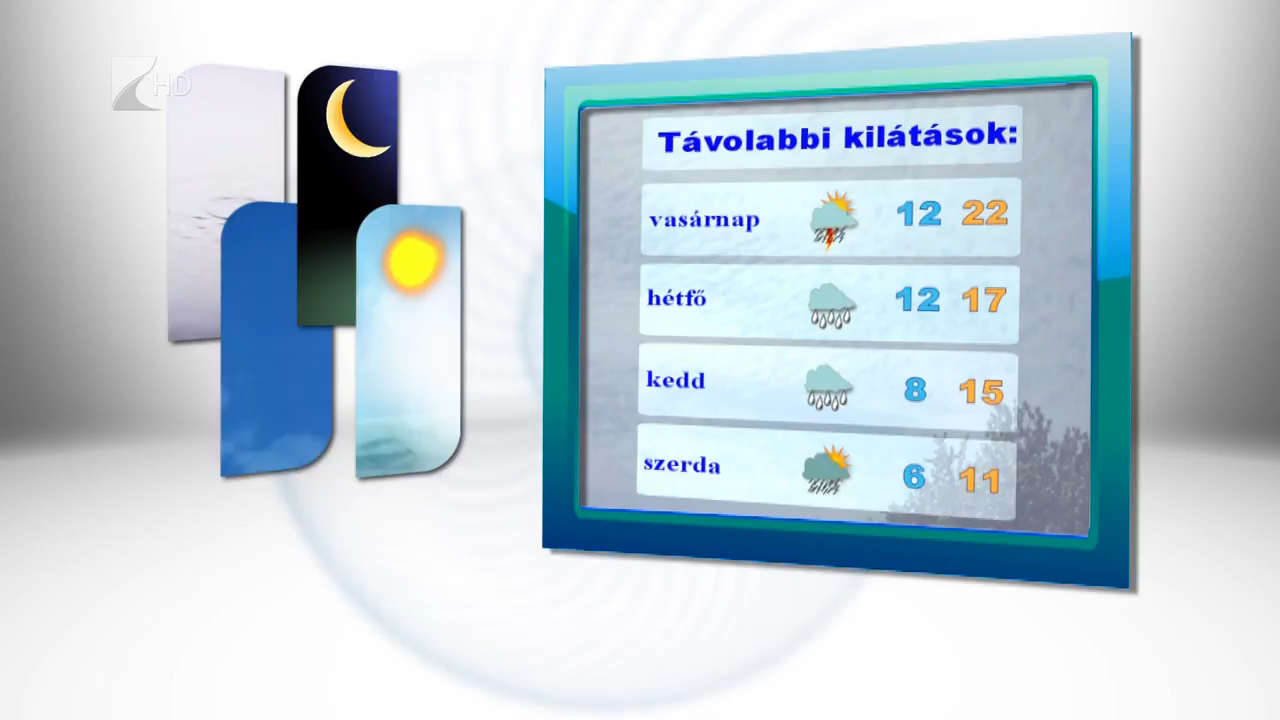 HD
Távolabbi kilátások:
vasárnap 12 22
hétfő 12 17
kedd 8 15
szerda 6 11